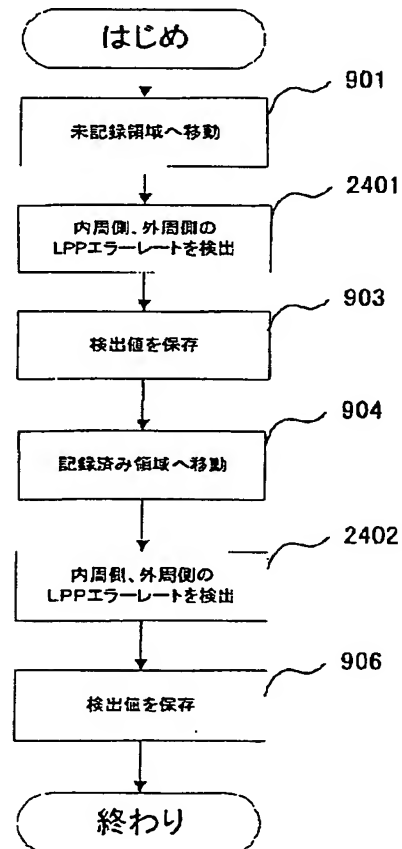 はじめ
901
未記録領域へ移動
2401
内周側、外周側の
LPPエラーレートを検出
903
検出値を保存
904
記録済み領域へ移動
2402
内周側、外周側の
LPPエラーレートを検出
906
検出値を保存
終わり